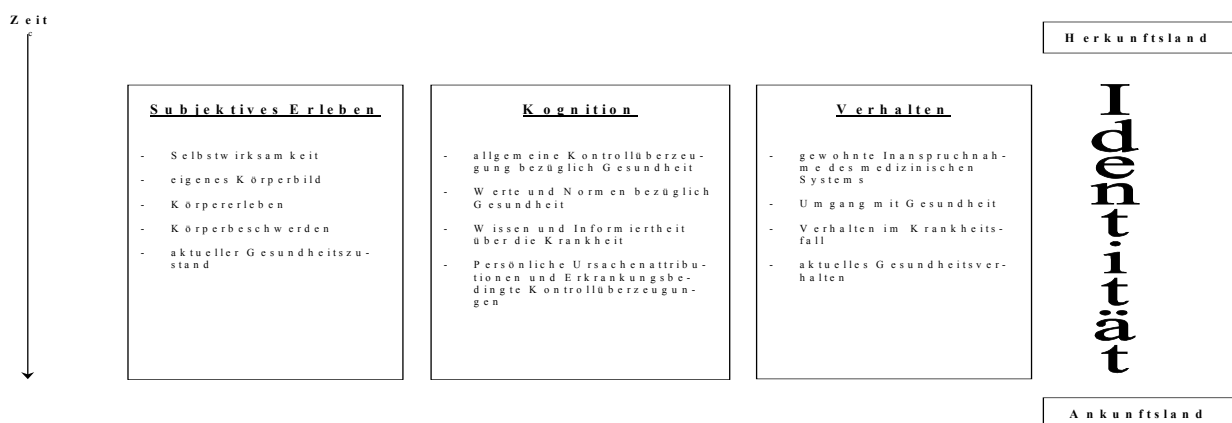 Zeit
c
Herkunftsland
Subjektives Erleben
- Selbstwirksamkeit
- eigenes Körperbild
- Körpererleben
- Körperbeschwerden
- aktueller Gesundheitszu-
stand
Kognition
- allgemeine Kontrollüberzeu-
gung bezüglich Gesundheit
- Werte und Normen bezüglich
Gesundheit
- Wissen und Informiertheit
über die Krankheit
- Persönliche Ursachenattribu-
tionen und Erkrankungsbe-
dingte Kontrollüberzeugun-
gen
Verhalten
- gewohnte Inanspruchnah-
me des medizinischen
Systems
- Umgang mit Gesundheit
- Verhalten im Krankheits-
fall
- aktuelles Gesundheitsver-
halten
Identität
Ankunftsland